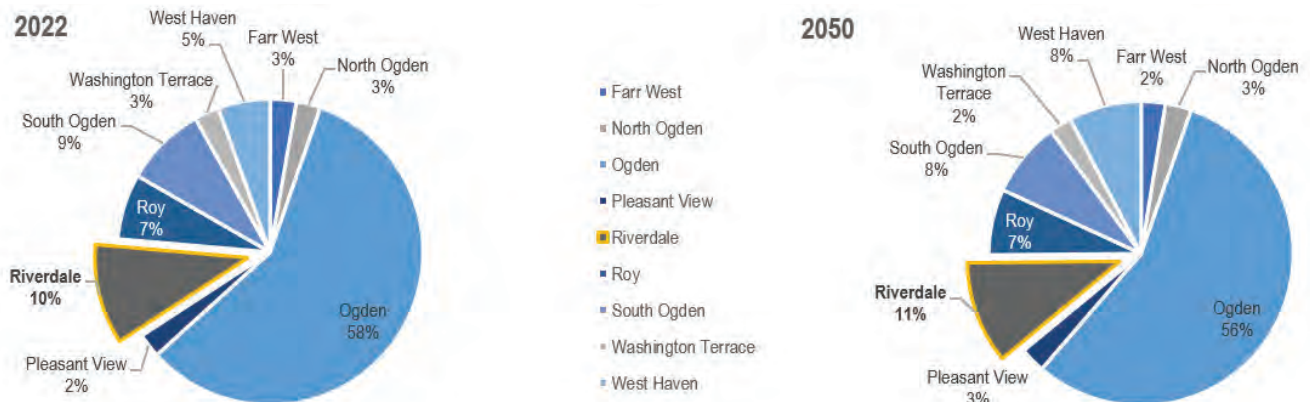 2022
West Haven
5%
Farr West
3%
North Ogden
3%
Washington Terrace
3%
South Ogden
9%
Roy
7%
Riverdale
10%
Pleasant View
2%
Ogden
58%
Farr West
North Ogden
Ogden
Pleasant View
Riverdale
Roy
South Ogden
Washington Terrace
West Haven
2050
West Haven
8%
Farr West
2%
North Ogden
3%
Washington
Terrace
2%
South Ogden
8%
Roy
7%
Riverdale
11%
Pleasant View
3%
Ogden
56%